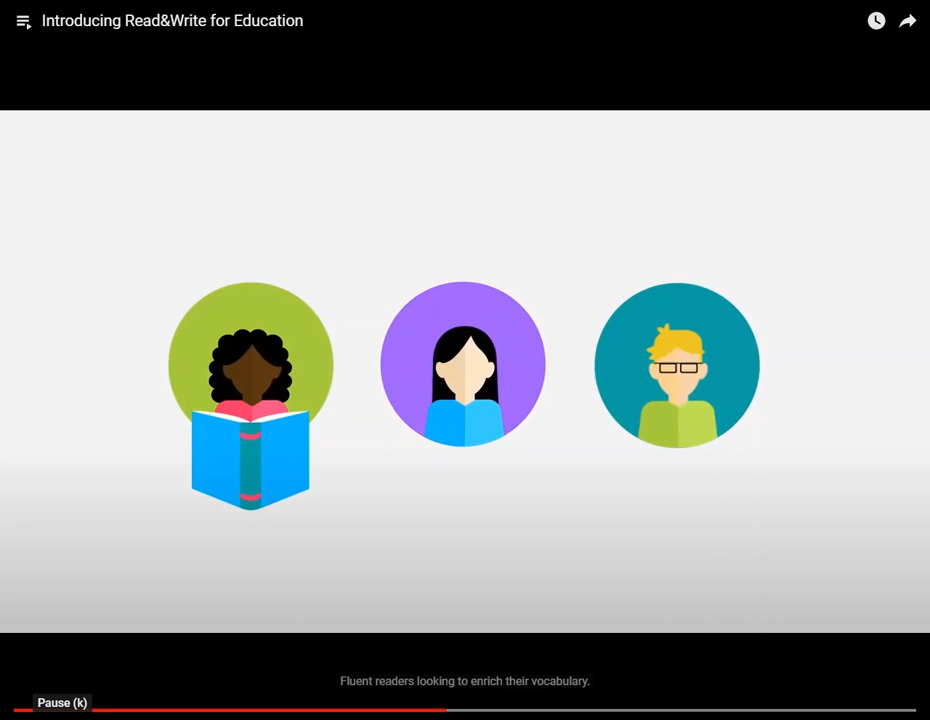 Introducing Read&Write for Education
Fluent readers looking to enrich their vocabulary.
Pause (k)